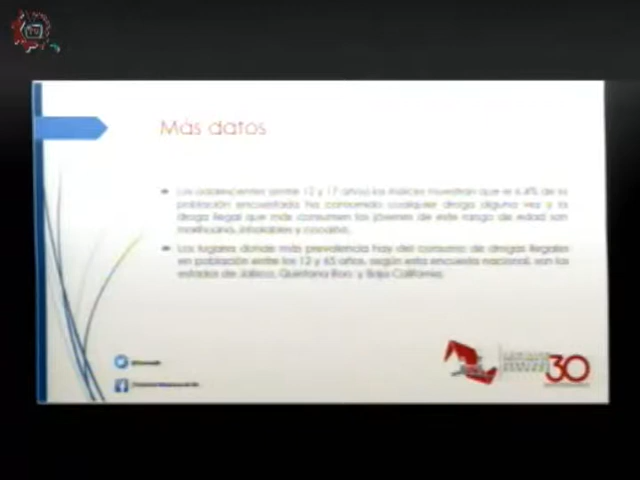 Más datos
Los adolescentes (entre 12 y 17 años) los índices muestran que el 6.4% de la
población encuestada ha consumido cualquier droga alguna vez y la
droga ilegal que más consumen los jóvenes de este rango de edad son
marihuana, inhalables y cocaína.
Los lugares donde más prevalencia hay del consumo de drogas ilegales
en población entre los 12 y 65 años, según esta encuesta nacional, son los
estados de Jalisco, Quintana Roo y Baja California.
30